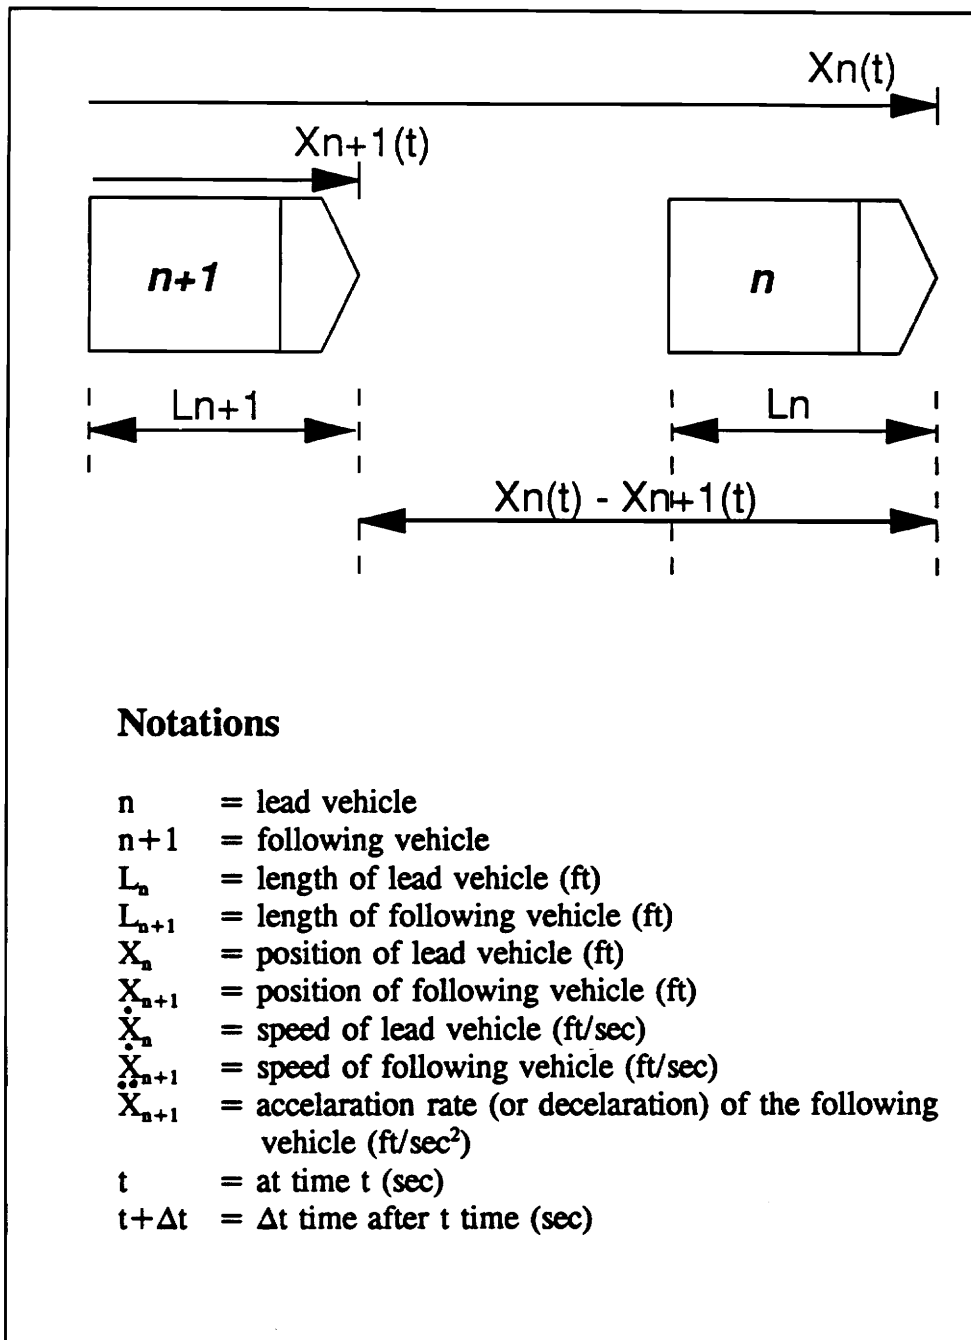 Xn(t)
Xn+1(t)
n+1
n
Ln+1
Ln
Xn(t) - Xn+1(t)
Notations
n = lead vehicle
n+1 = following vehicle
Lₙ = length of lead vehicle (ft)
Lₙ₊₁ = length of following vehicle (ft)
Xₙ = position of lead vehicle (ft)
Xₙ₊₁ = position of following vehicle (ft)
Ẋₙ = speed of lead vehicle (ft/sec)
Ẋₙ₊₁ = speed of following vehicle (ft/sec)
Ẍₙ₊₁ = accelaration rate (or decelaration) of the following
vehicle (ft/sec²)
t = at time t (sec)
t+Δt = Δt time after t time (sec)